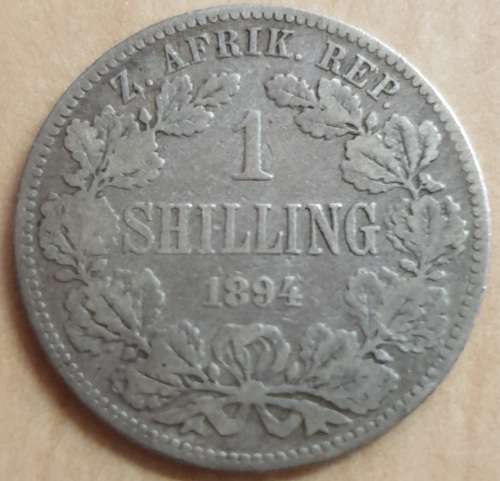 Z. AFRIK. REP.
1
SHILLING
1894